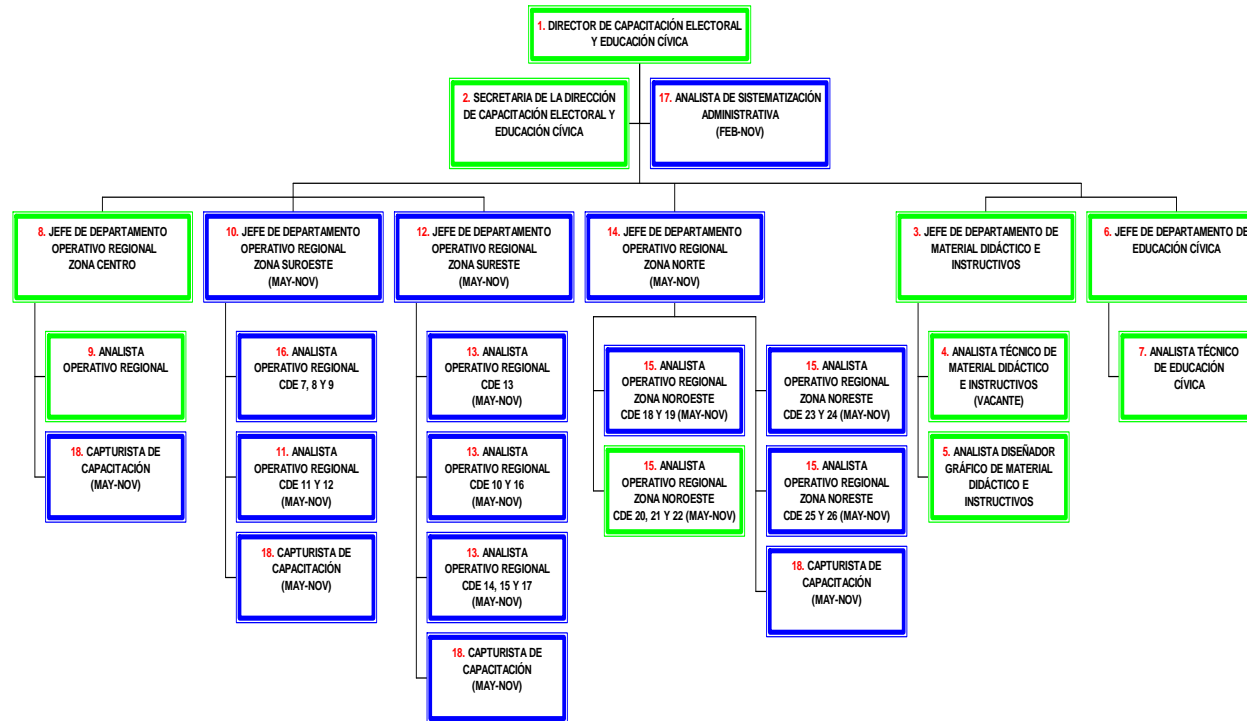 1. DIRECTOR DE CAPACITACIÓN ELECTORAL
Y EDUCACIÓN CÍVICA
2. SECRETARIA DE LA DIRECCIÓN
DE CAPACITACIÓN ELECTORAL Y
EDUCACIÓN CÍVICA
17. ANALISTA DE SISTEMATIZACIÓN
ADMINISTRATIVA
(FEB-NOV)
8. JEFE DE DEPARTAMENTO
OPERATIVO REGIONAL
ZONA CENTRO
10. JEFE DE DEPARTAMENTO
OPERATIVO REGIONAL
ZONA SUROESTE
(MAY-NOV)
12. JEFE DE DEPARTAMENTO
OPERATIVO REGIONAL
ZONA SURESTE
(MAY-NOV)
14. JEFE DE DEPARTAMENTO
OPERATIVO REGIONAL
ZONA NORTE
(MAY-NOV)
3. JEFE DE DEPARTAMENTO DE
MATERIAL DIDÁCTICO E
INSTRUCTIVOS
6. JEFE DE DEPARTAMENTO DE
EDUCACIÓN CÍVICA
9. ANALISTA
OPERATIVO REGIONAL
18. CAPTURISTA DE
CAPACITACIÓN
(MAY-NOV)
16. ANALISTA
OPERATIVO REGIONAL
CDE 7, 8 Y 9
11. ANALISTA
OPERATIVO REGIONAL
CDE 11 Y 12
(MAY-NOV)
18. CAPTURISTA DE
CAPACITACIÓN
(MAY-NOV)
13. ANALISTA
OPERATIVO REGIONAL
CDE 13
(MAY-NOV)
13. ANALISTA
OPERATIVO REGIONAL
CDE 10 Y 16
(MAY-NOV)
13. ANALISTA
OPERATIVO REGIONAL
CDE 14, 15 Y 17
(MAY-NOV)
18. CAPTURISTA DE
CAPACITACIÓN
(MAY-NOV)
15. ANALISTA
OPERATIVO REGIONAL
ZONA NOROESTE
CDE 18 Y 19 (MAY-NOV)
15. ANALISTA
OPERATIVO REGIONAL
ZONA NOROESTE
CDE 20, 21 Y 22 (MAY-NOV)
15. ANALISTA
OPERATIVO REGIONAL
ZONA NORESTE
CDE 23 Y 24 (MAY-NOV)
15. ANALISTA
OPERATIVO REGIONAL
ZONA NORESTE
CDE 25 Y 26 (MAY-NOV)
18. CAPTURISTA DE
CAPACITACIÓN
(MAY-NOV)
4. ANALISTA TÉCNICO DE
MATERIAL DIDÁCTICO
E INSTRUCTIVOS
(VACANTE)
5. ANALISTA DISEÑADOR
GRÁFICO DE MATERIAL
DIDÁCTICO E
INSTRUCTIVOS
7. ANALISTA TÉCNICO
DE EDUCACIÓN
CÍVICA